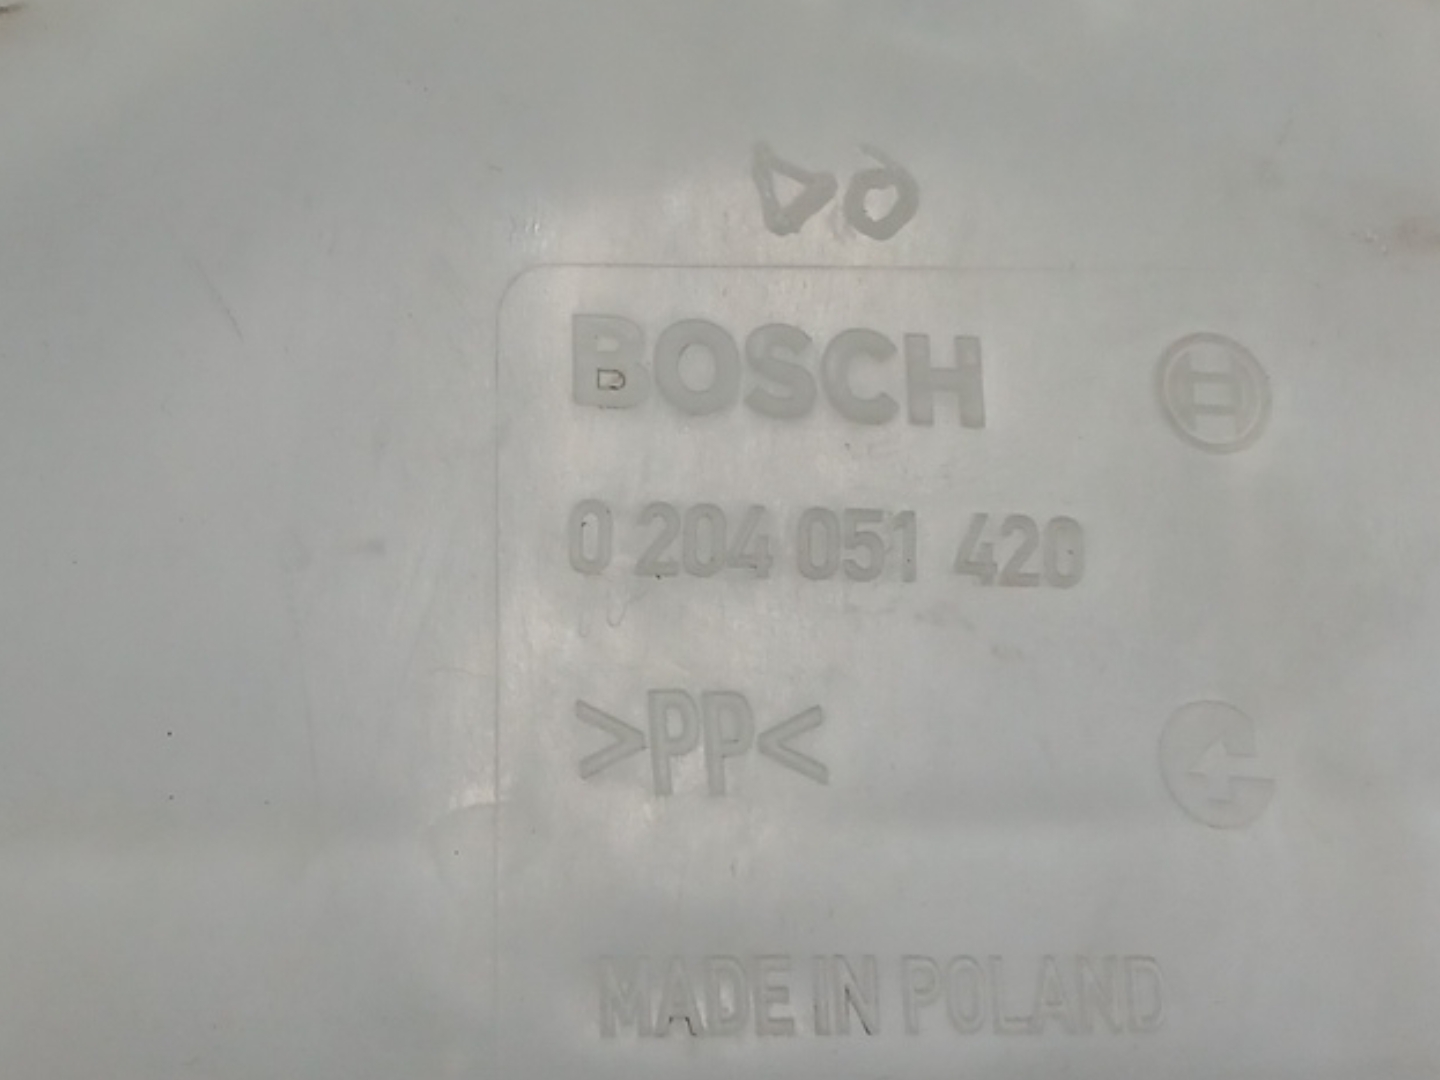 BOSCH
0 204 051 420
>PP<
MADE IN POLAND